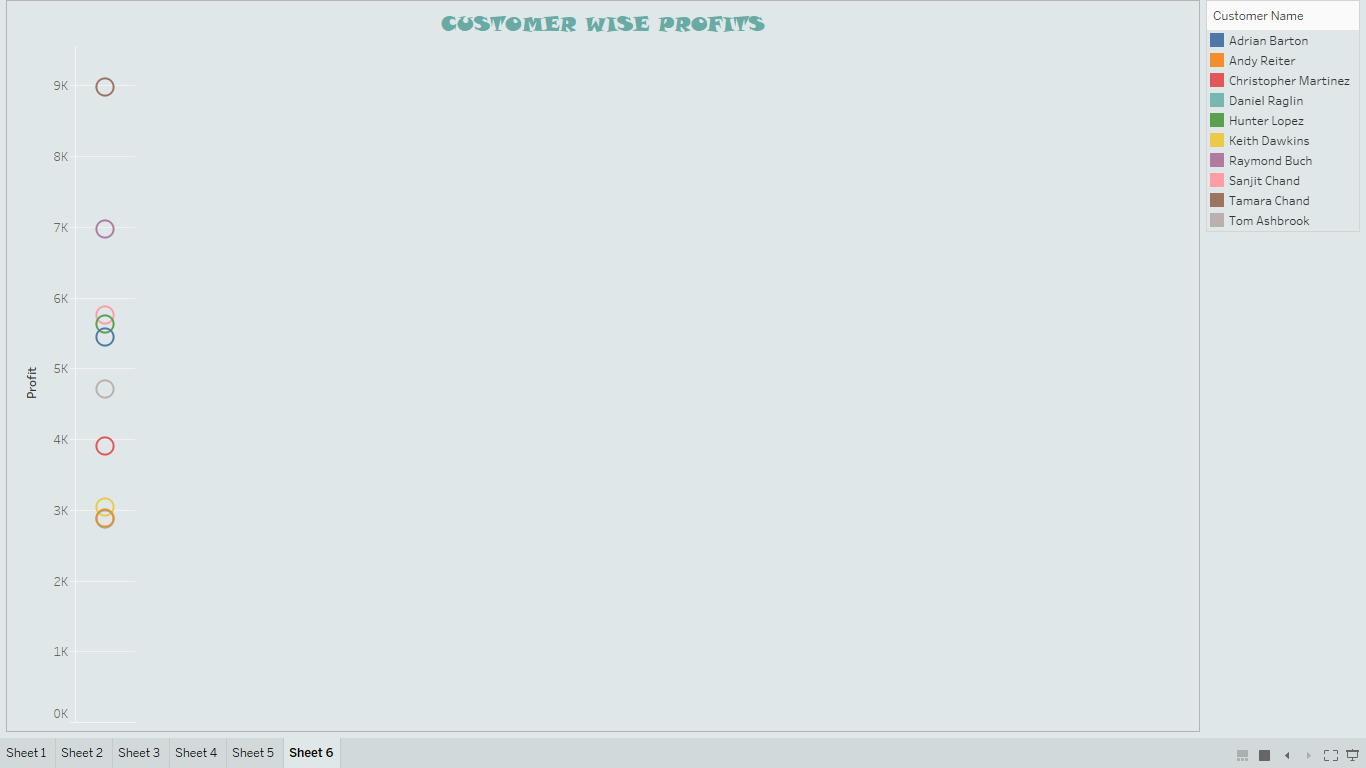 CUSTOMER WISE PROFITS
Customer Name
Adrian Barton
Andy Reiter
Christopher Martinez
Daniel Raglin
Hunter Lopez
Keith Dawkins
Raymond Buch
Sanjit Chand
Tamara Chand
Tom Ashbrook
9K
8K
7K
6K
5K
4K
3K
2K
1K
0K
Profit
Sheet 1 Sheet 2 Sheet 3 Sheet 4 Sheet 5 Sheet 6